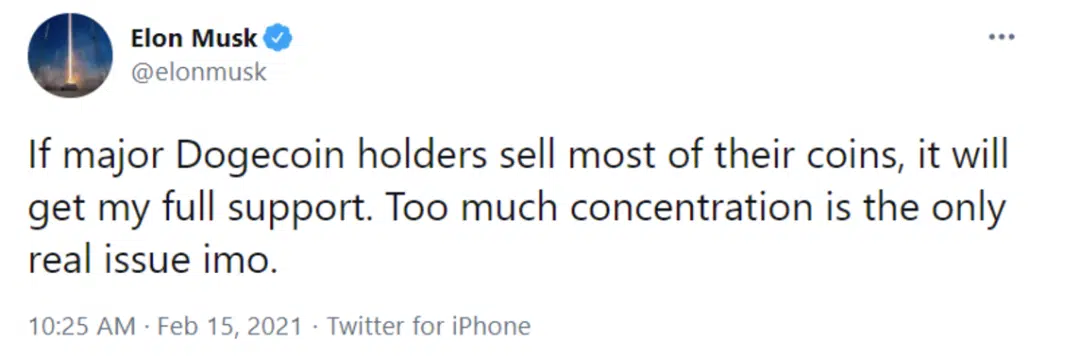 Elon Musk
@elonmusk
If major Dogecoin holders sell most of their coins, it will
get my full support. Too much concentration is the only
real issue imo.
10:25 AM · Feb 15, 2021 · Twitter for iPhone